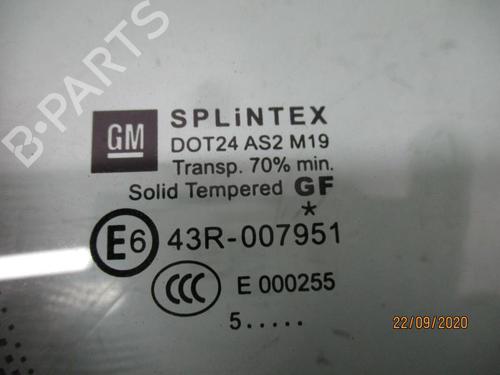 B-PARTS
GM
SPLiNTEX
DOT24 AS2 M19
Transp. 70% min.
Solid Tempered GF
*
E6 43R-007951
CCC E 000255
5.....
22/09/2020